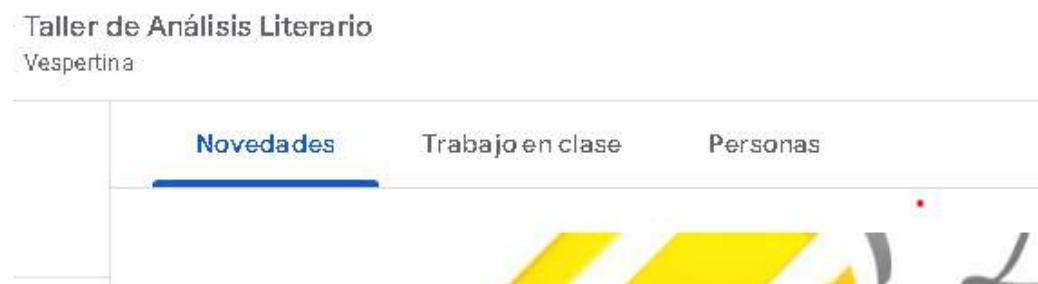 Taller de Análisis Literario
Vespertina
Novedades Trabajo en clase Personas